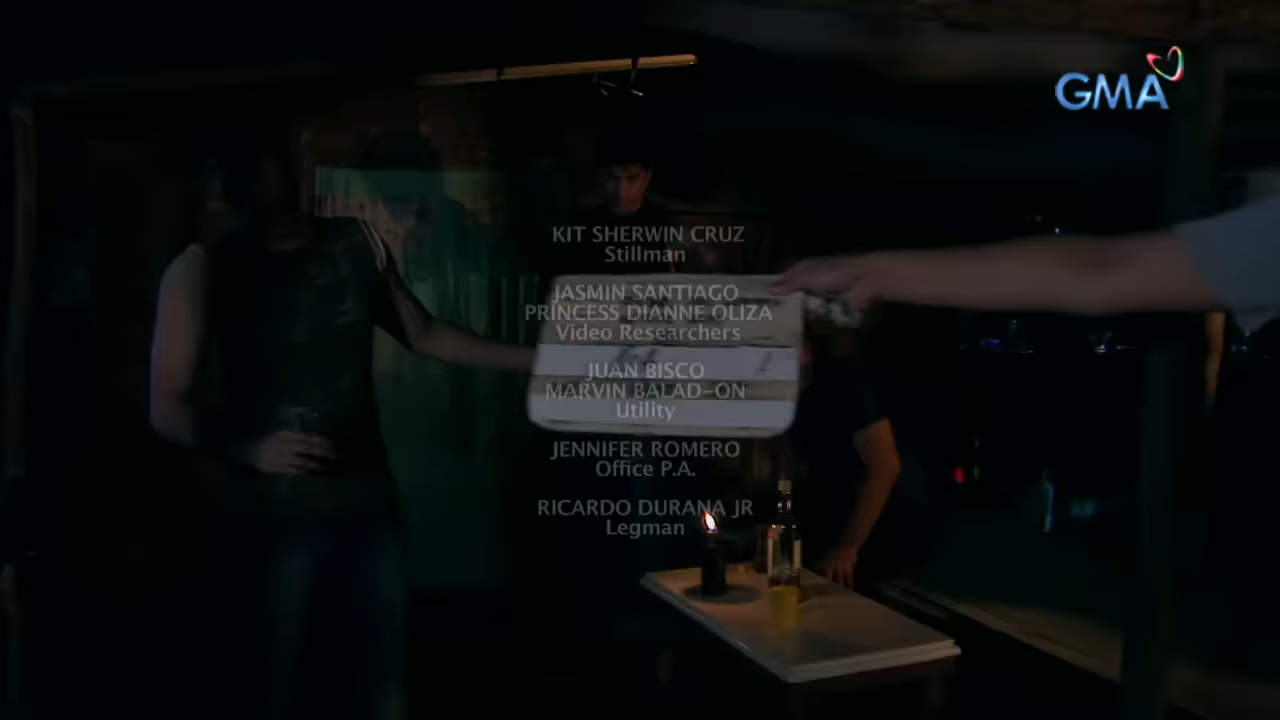 GMA
KIT SHERWIN CRUZ
Stillman
JASMIN SANTIAGO
PRINCESS DIANNE OLIZA
Video Researchers
JUAN BISCO
MARVIN BALAD-ON
Utility
JENNIFER ROMERO
Office P.A.
RICARDO DURANA JR
Legman